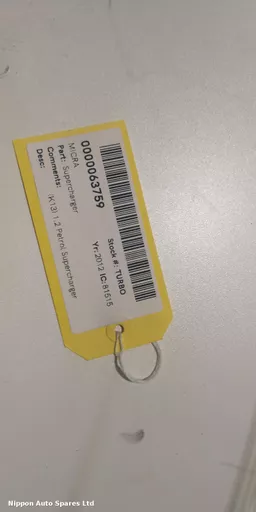 0000063759
Stock #: TURBO
MICRA
Yr: 2012 IC: 81515
Part: Supercharger
Comments:
(K13) 1.2 Petrol Supercharger
Desc:
Nippon Auto Spares Ltd